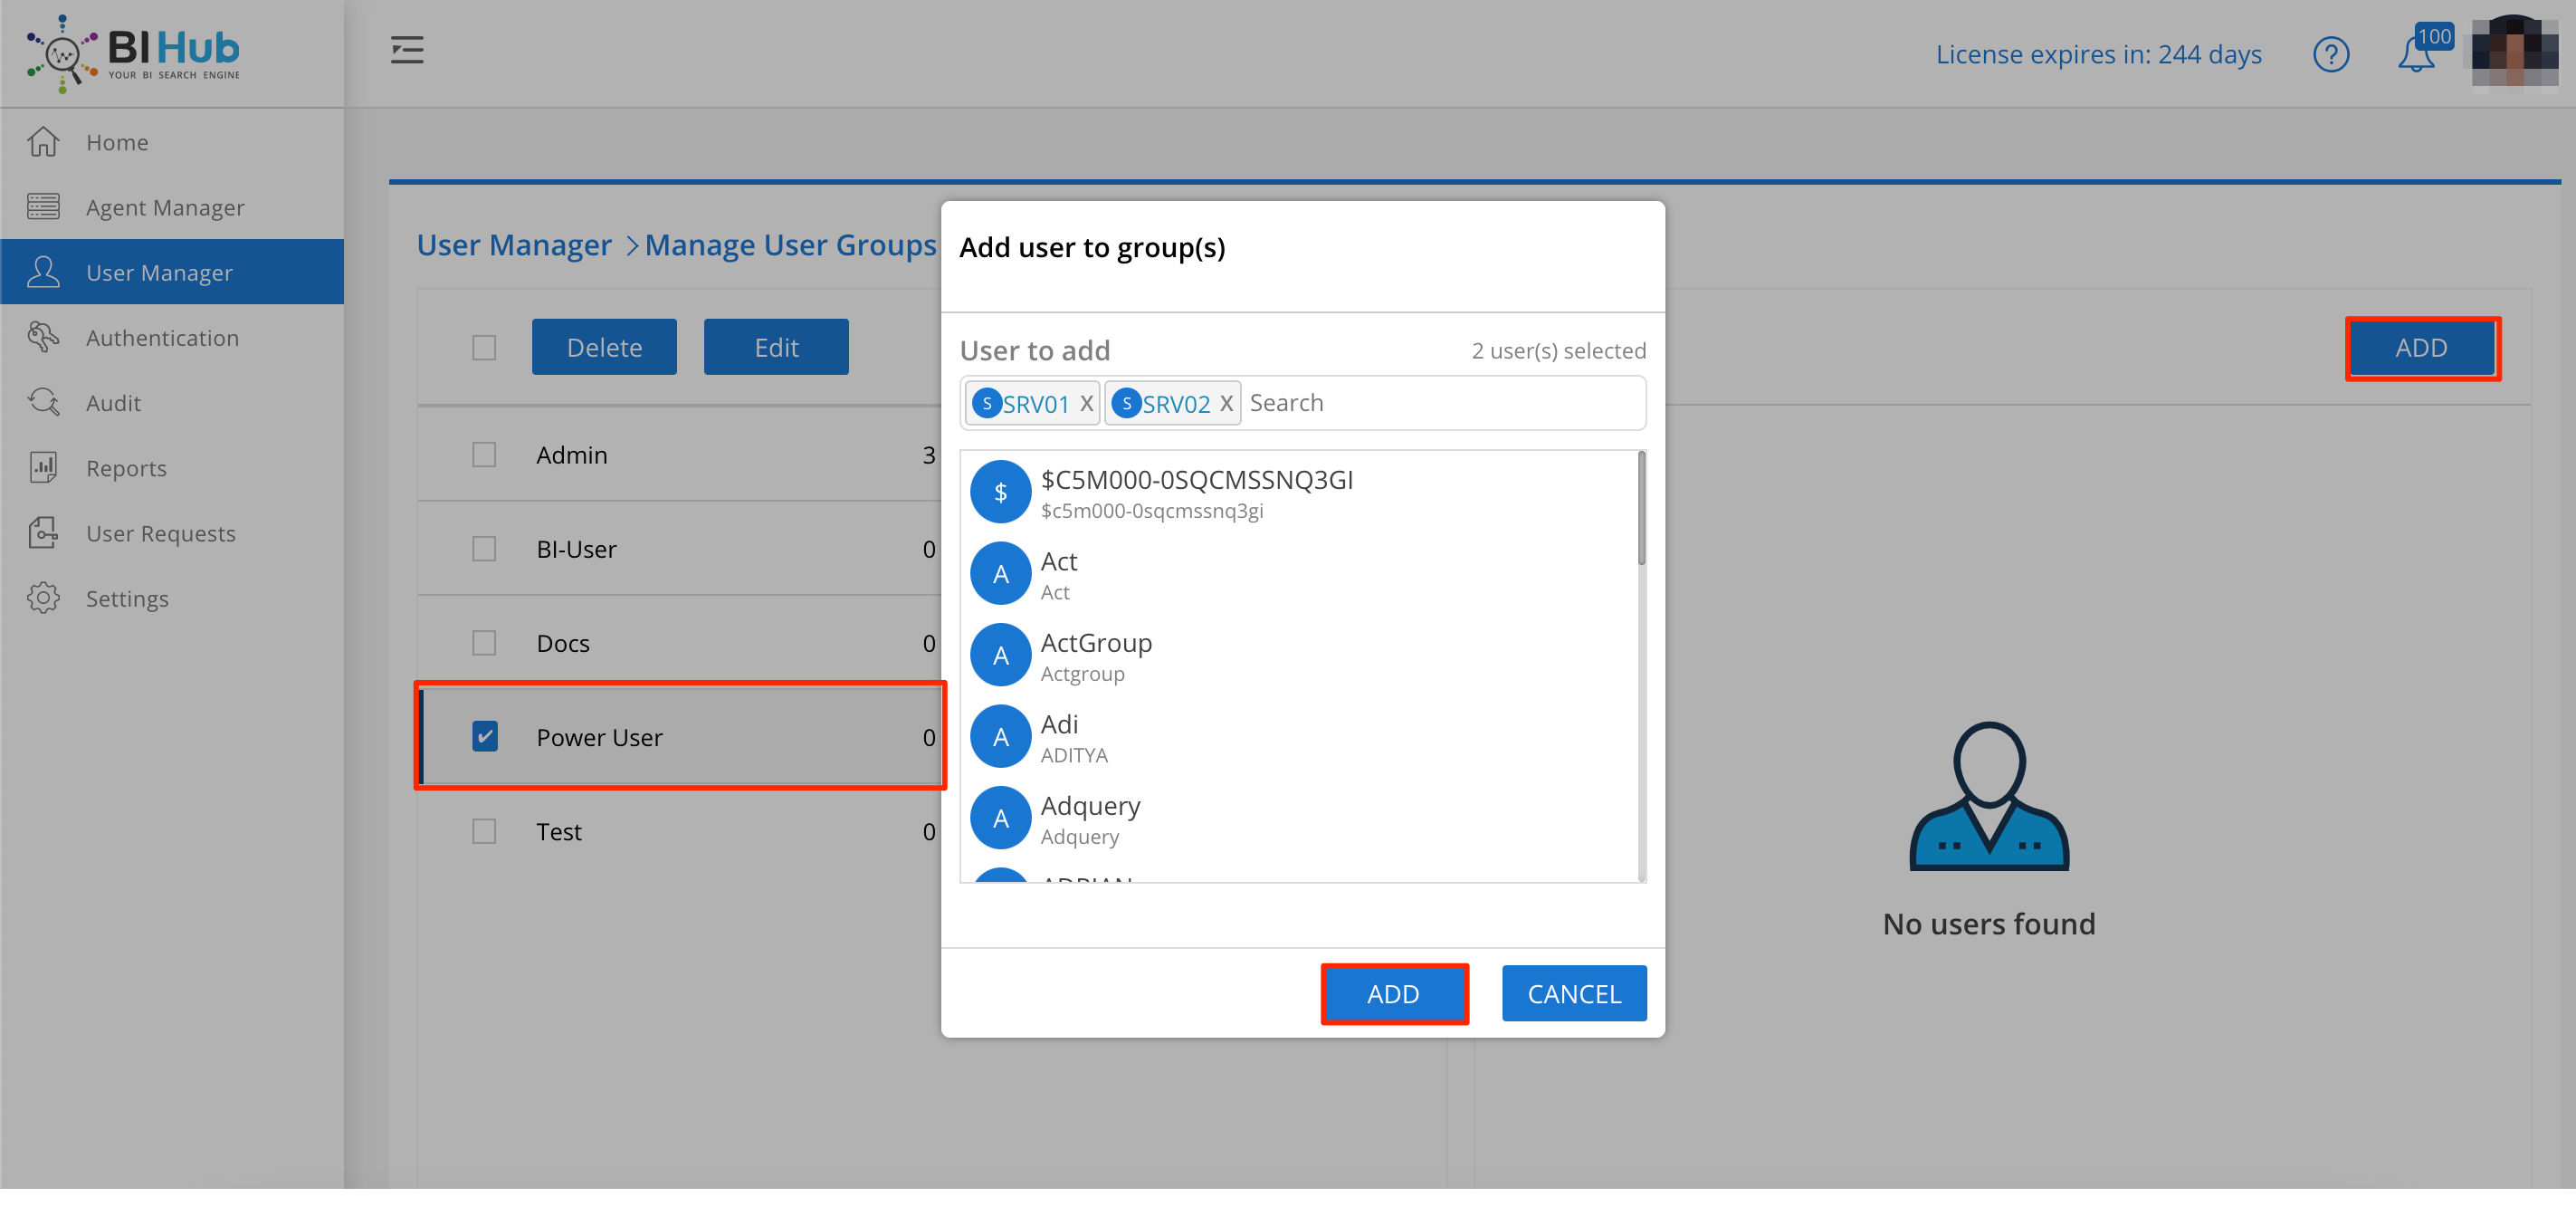 BI Hub
YOUR BI SEARCH ENGINE
License expires in: 244 days
?
100
Home
Agent Manager
User Manager
Authentication
Audit
Reports
User Requests
Settings
User Manager > Manage User Groups
Delete
Edit
Admin 3
BI-User 0
Docs 0
Power User 0
Test 0
Add user to group(s)
User to add
2 user(s) selected
S SRV01 X S SRV02 X Search
$
$C5M000-0SQCMSSNQ3GI
$c5m000-0sqcmssnq3gi
A
Act
Act
A
ActGroup
Actgroup
A
Adi
ADITYA
A
Adquery
Adquery
ADD
CANCEL
ADD
No users found